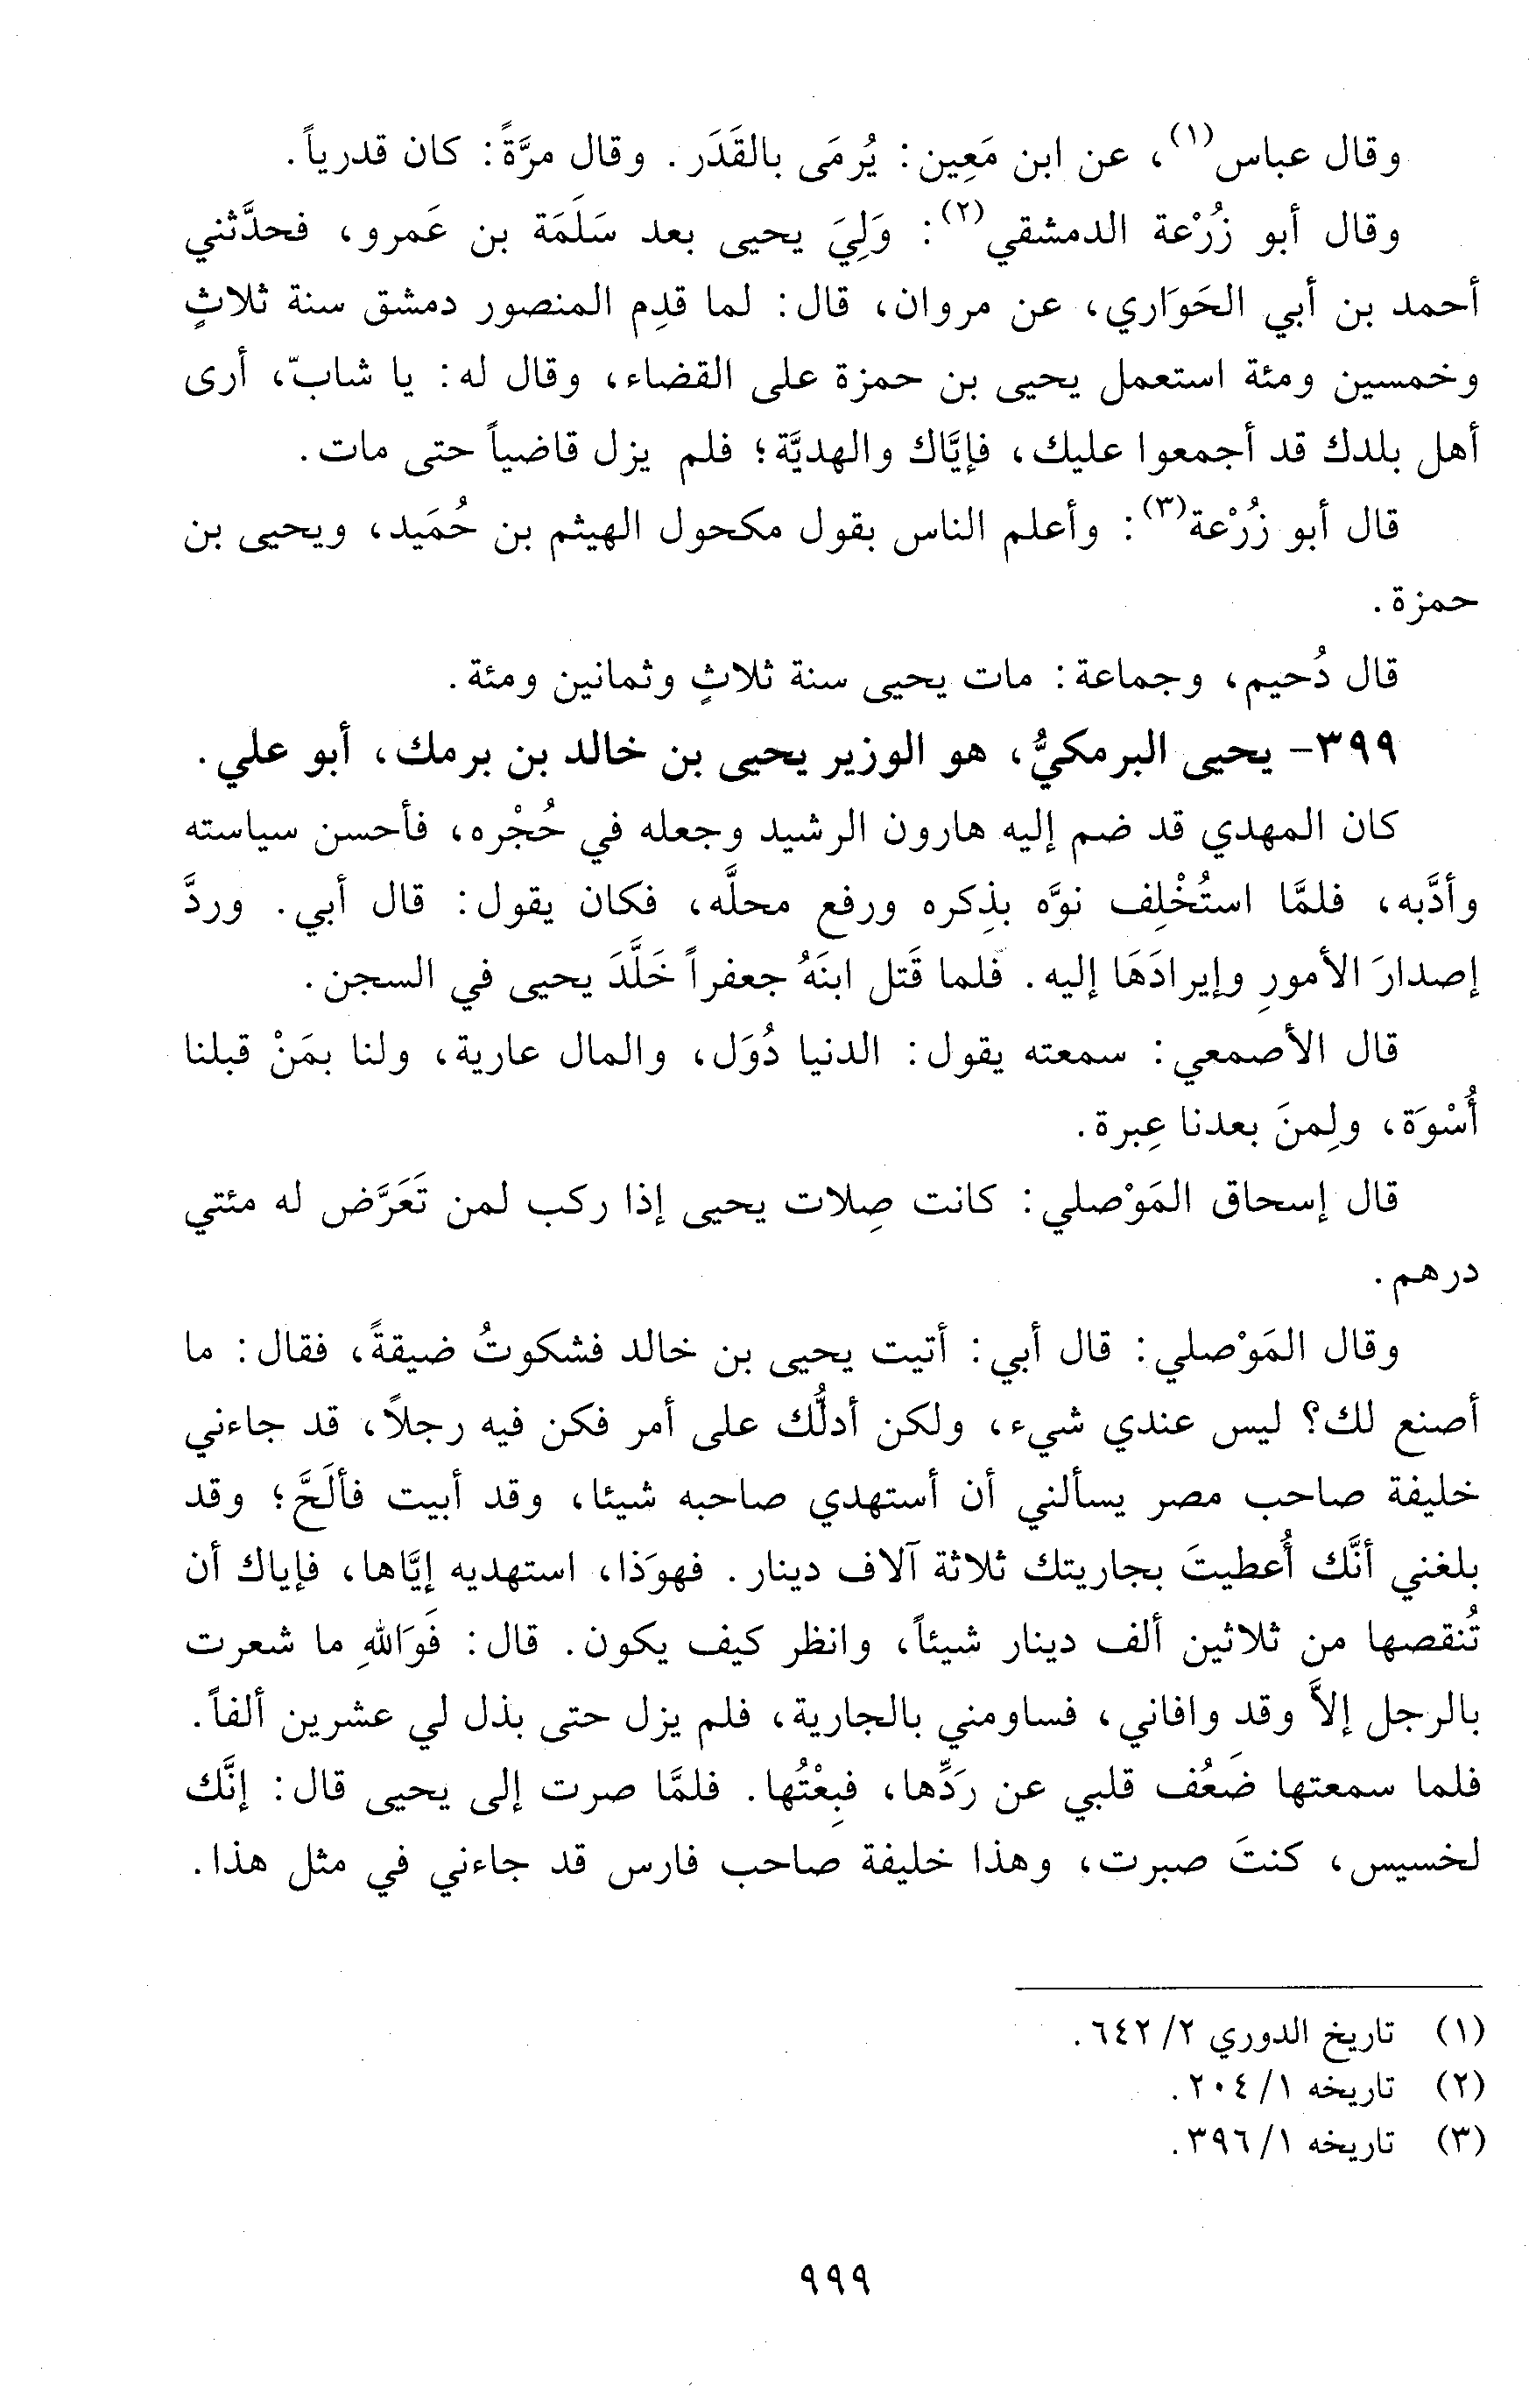 وقال عباس(١)، عن ابن مَعِين: يُرمَى بالقَدَر. وقال مرَّةً: كان قدرياً.
وقال أبو زُرْعة الدمشقي(٢): وَلِيَ يحيى بعد سَلَمَة بن عَمرو، فحدَّثني
أحمد بن أبي الحَوَاري، عن مروان، قال: لما قدِم المنصور دمشق سنة ثلاثٍ
وخمسين ومئة استعمل يحيى بن حمزة على القضاء، وقال له: يا شابّ، أرى
أهل بلدك قد أجمعوا عليك، فإيَّاك والهديَّة؛ فلم يزل قاضياً حتى مات.
قال أبو زُرْعة(٣): وأعلم الناس بقول مكحول الهيثم بن حُمَيد، ويحيى بن
حمزة.
قال دُحيم، وجماعة: مات يحيى سنة ثلاثٍ وثمانين ومئة.
٣٩٩- يحيى البرمكيُّ، هو الوزير يحيى بن خالد بن برمك، أبو علي.
كان المهدي قد ضم إليه هارون الرشيد وجعله في حُجْره، فأحسن سياسته
وأدَّبه، فلمَّا استُخْلِف نوَّه بذِكره ورفع محلَّه، فكان يقول: قال أبي. وردَّ
إصدارَ الأمورِ وإيرادَهَا إليه. فلما قَتل ابنَهُ جعفراً خَلَّدَ يحيى في السجن.
قال الأصمعي: سمعته يقول: الدنيا دُوَل، والمال عارية، ولنا بمَنْ قبلنا
أُسْوَة، ولِمنَ بعدنا عِبرة.
قال إسحاق المَوْصلي: كانت صِلات يحيى إذا ركب لمن تَعَرَّض له مئتي
درهم.
وقال المَوْصلي: قال أبي: أتيت يحيى بن خالد فشكوتُ ضيقةً، فقال: ما
أصنع لك؟ ليس عندي شيء، ولكن أدلُّك على أمر فكن فيه رجلاً، قد جاءني
خليفة صاحب مصر يسألني أن أستهدي صاحبه شيئا، وقد أبيت فألَحَّ؛ وقد
بلغني أنَّك أُعطيتَ بجاريتك ثلاثة آلاف دينار. فهوَذا، استهديه إيَّاها، فإياك أن
تُنقصها من ثلاثين ألف دينار شيئاً، وانظر كيف يكون. قال: فَوَاللهِ ما شعرت
بالرجل إلاَّ وقد وافاني، فساومني بالجارية، فلم يزل حتى بذل لي عشرين ألفاً.
فلما سمعتها ضَعُف قلبي عن رَدِّها، فبِعْتُها. فلمَّا صرت إلى يحيى قال: إنَّك
لخسيس، كنتَ صبرت، وهذا خليفة صاحب فارس قد جاءني في مثل هذا.
(١) تاريخ الدوري ٢/ ٦٤٢.
(٢) تاريخه ١/ ٢٠٤.
(٣) تاريخه ١/ ٣٩٦.
٩٩٩